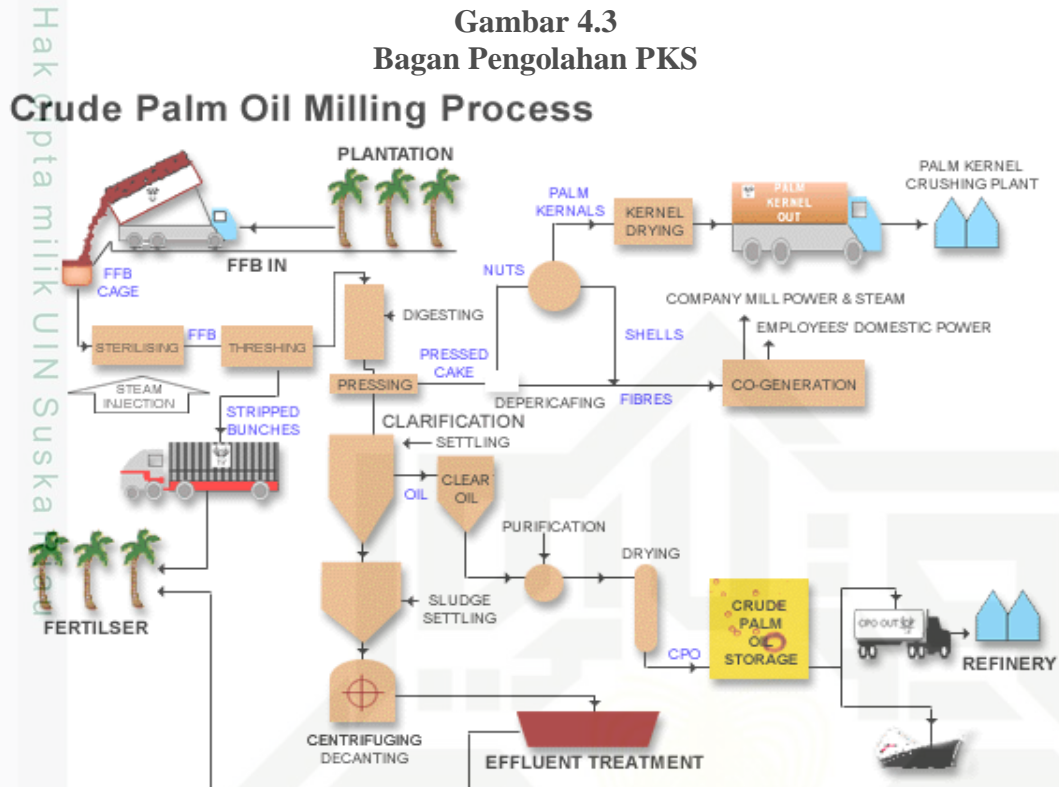 Gambar 4.3
Bagan Pengolahan PKS
Crude Palm Oil Milling Process
PLANTATION
FFB IN
FFB
CAGE
STERILISING
FFB
THRESHING
STEAM
INJECTION
STRIPPED
BUNCHES
FERTILSER
DIGESTING
PRESSING
PRESSED
CAKE
NUTS
PALM
KERNALS
KERNEL
DRYING
PALM
KERNEL
OUT
PALM KERNEL
CRUSHING PLANT
SHELLS
DEPERICAFING
FIBRES
COMPANY MILL POWER & STEAM
EMPLOYEES' DOMESTIC POWER
CO-GENERATION
CLARIFICATION
SETTLING
OIL
CLEAR
OIL
PURIFICATION
DRYING
SLUDGE
SETTLING
CPO
CRUDE
PALM
OIL
STORAGE
CPO OUT
REFINERY
CENTRIFUGING
DECANTING
EFFLUENT TREATMENT
Hak cipta milik UIN Suska Riau